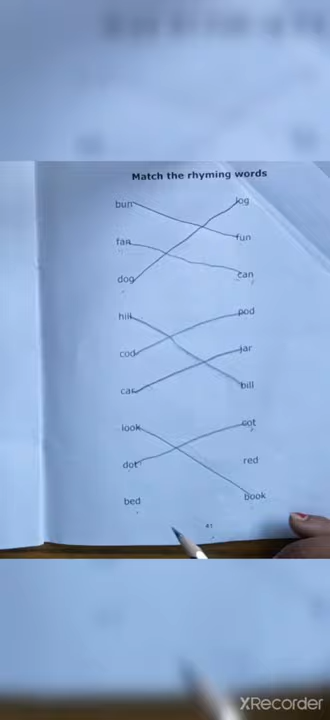 Match the rhyming words
bun log
fan fun
dog can
hill pod
cod jar
car bill
look cot
dot red
bed book
41
XRecorder